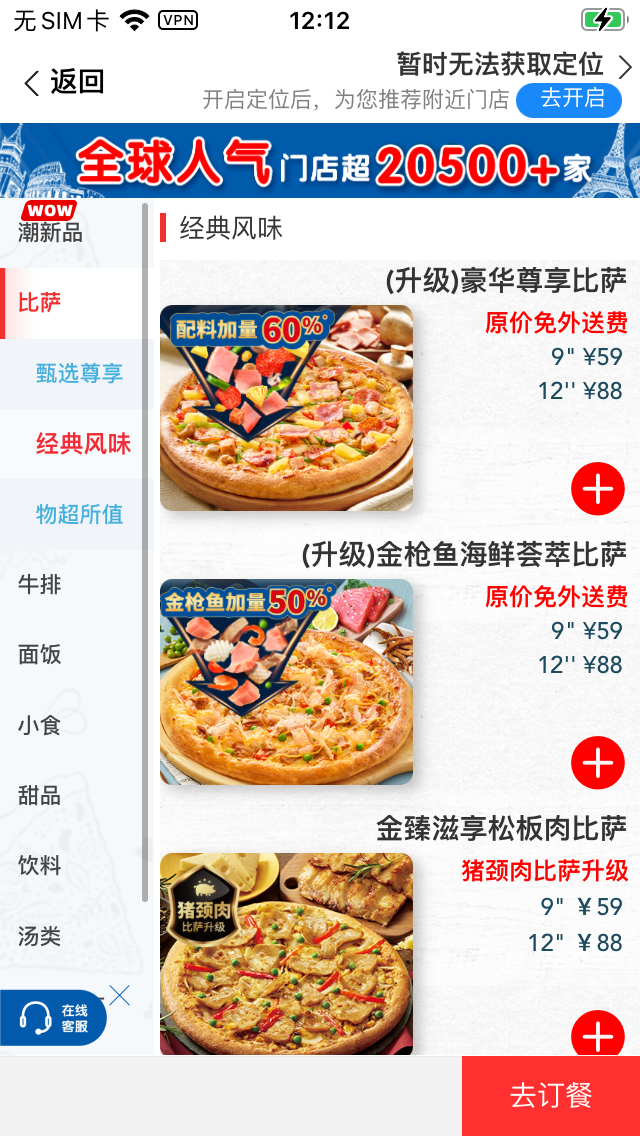 无SIM卡 VPN 12:12
返回
暂时无法获取定位
开启定位后，为您推荐附近门店 去开启
全球人气门店超20500+家
WOW
潮新品
比萨
甄选尊享
经典风味
物超所值
牛排
面饭
小食
甜品
饮料
汤类
在线
客服
经典风味
(升级)豪华尊享比萨
配料加量60%
原价免外送费
9" ¥59
12'' ¥88
(升级)金枪鱼海鲜荟萃比萨
金枪鱼加量50%
原价免外送费
9" ¥59
12'' ¥88
金臻滋享松板肉比萨
猪颈肉
比萨升级
猪颈肉比萨升级
9" ¥59
12" ¥88
去订餐